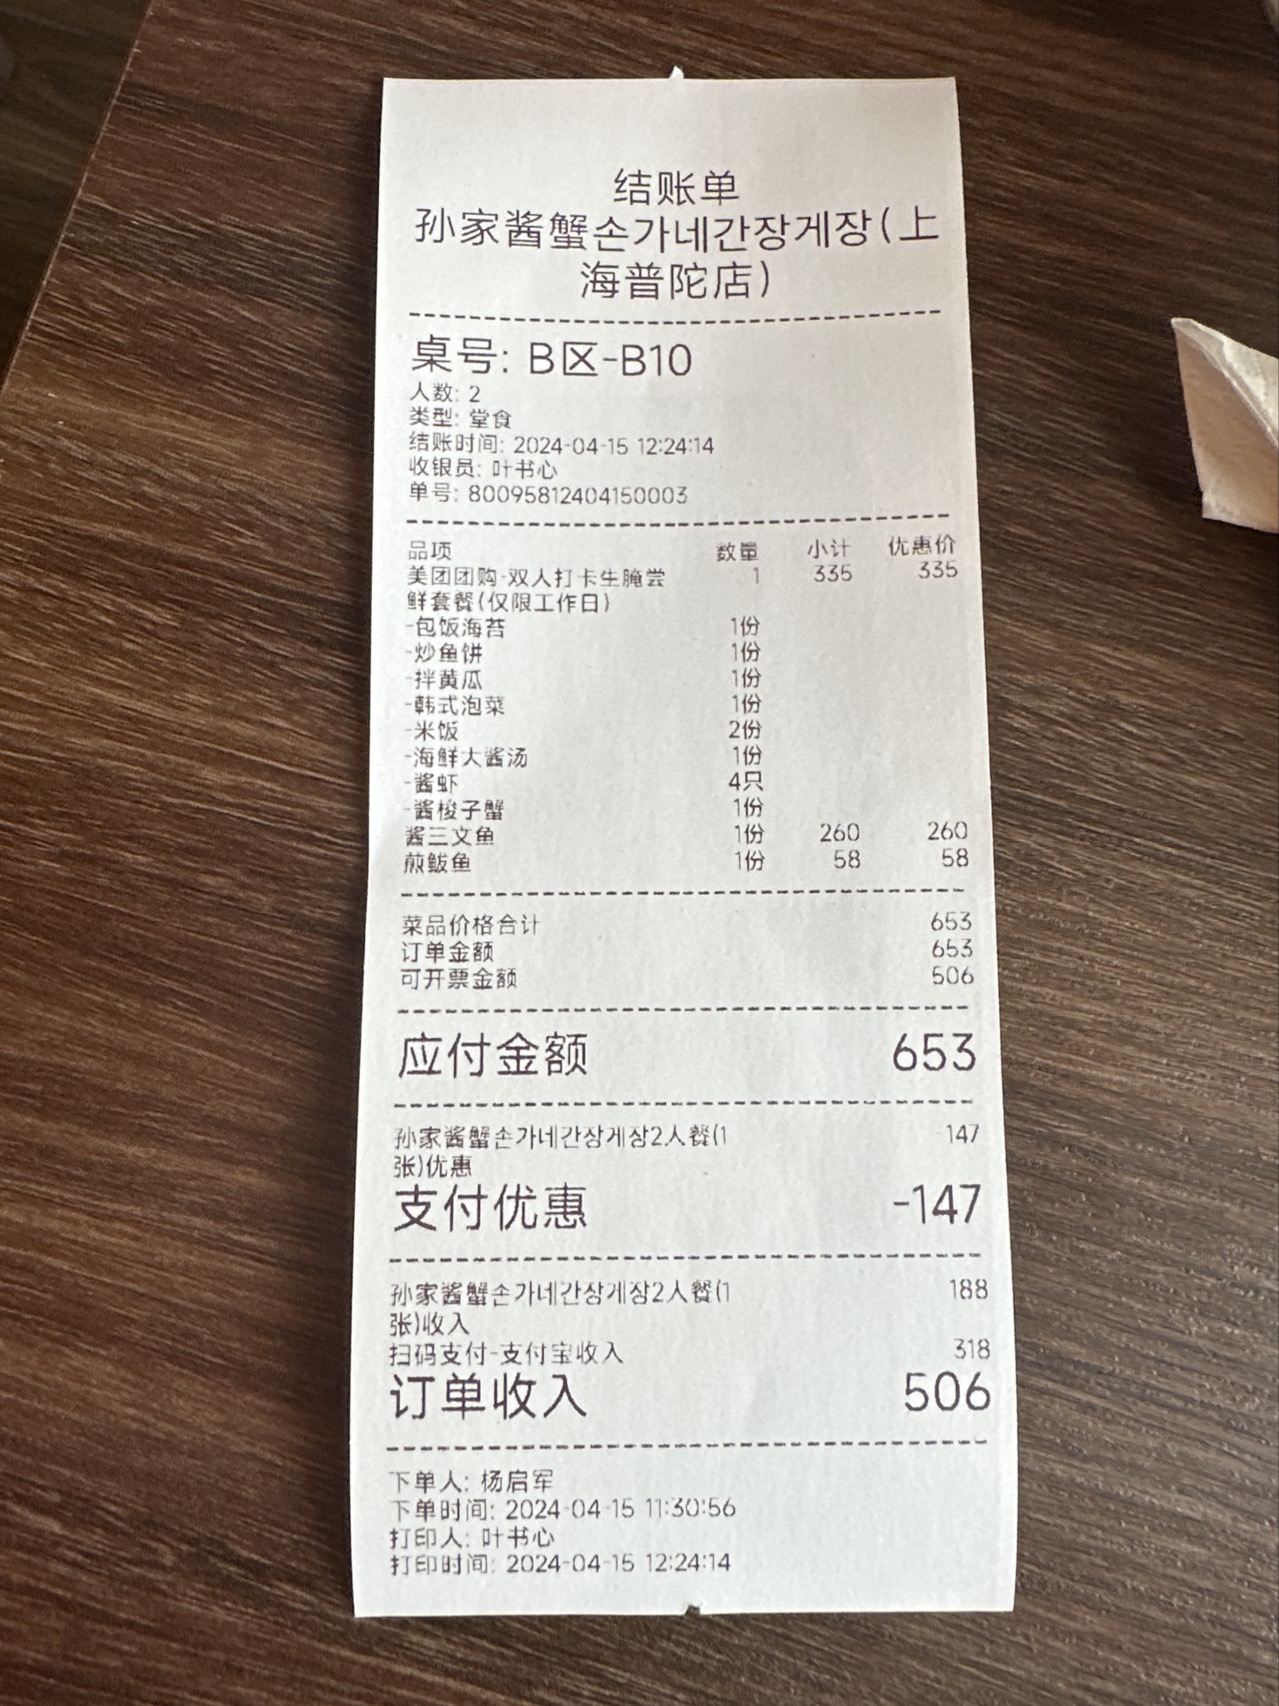 结账单
孙家酱蟹손가네간장게장(上
海普陀店)
桌号: B区-B10
人数: 2
类型: 堂食
结账时间: 2024-04-15 12:24:14
收银员: 叶书心
单号: 80095812404150003
品项 数量 小计 优惠价
美团团购-双人打卡生腌尝 1 335 335
鲜套餐(仅限工作日)
-包饭海苔 1份
-炒鱼饼 1份
-拌黄瓜 1份
-韩式泡菜 1份
-米饭 2份
-海鲜大酱汤 1份
-酱虾 4只
-酱梭子蟹 1份
酱三文鱼 1份 260 260
煎鲅鱼 1份 58 58
菜品价格合计 653
订单金额 653
可开票金额 506
应付金额 653
孙家酱蟹손가네간장게장2人餐(1 -147
张)优惠
支付优惠 -147
孙家酱蟹손가네간장게장2人餐(1 188
张)收入
扫码支付-支付宝收入 318
订单收入 506
下单人: 杨启军
下单时间: 2024-04-15 11:30:56
打印人: 叶书心
打印时间: 2024-04-15 12:24:14